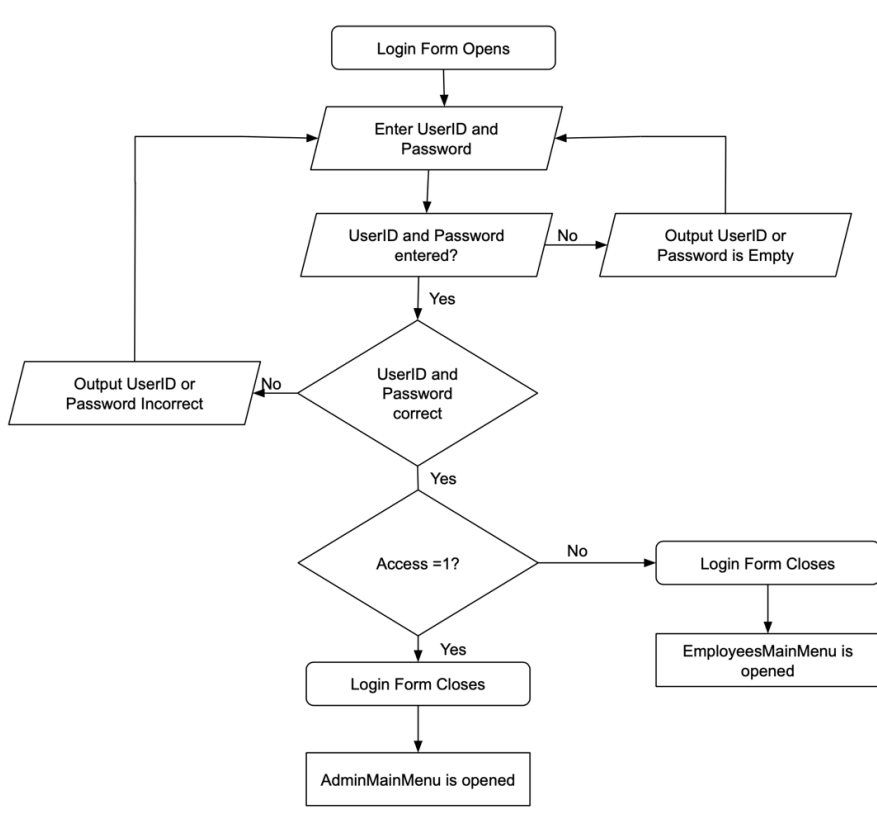 Login Form Opens
Enter UserID and
Password
UserID and Password
entered?
No
Output UserID or
Password is Empty
Yes
UserID and
Password
correct
No
Output UserID or
Password Incorrect
Yes
Access =1?
No
Login Form Closes
EmployeesMainMenu is
opened
Yes
Login Form Closes
AdminMainMenu is opened